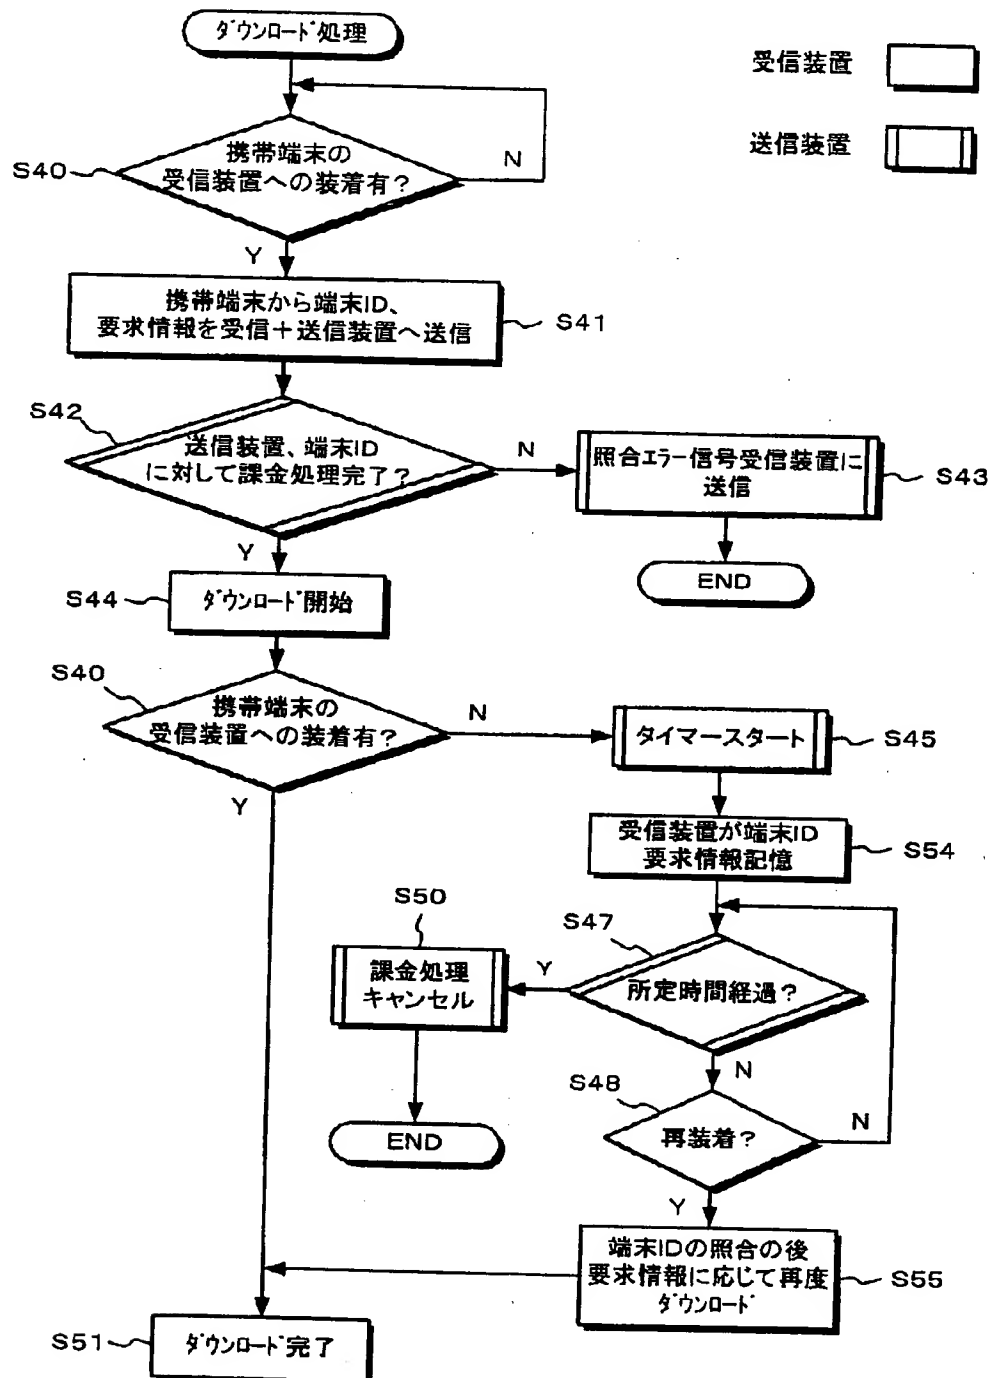 ダウンロード処理
受信装置
送信装置
S40
携帯端末の
受信装置への装着有?
N
Y
携帯端末から端末ID、
要求情報を受信+送信装置へ送信
S41
S42
送信装置、端末ID
に対して課金処理完了?
N
照合エラー信号受信装置に
送信
S43
Y
END
S44
ダウンロード開始
S40
携帯端末の
受信装置への装着有?
N
タイマースタート
S45
Y
受信装置が端末ID
要求情報記憶
S54
S50
課金処理
キャンセル
S47
Y
所定時間経過?
N
S48
再装着?
N
END
Y
端末IDの照合の後
要求情報に応じて再度
ダウンロード
S55
S51
ダウンロード完了